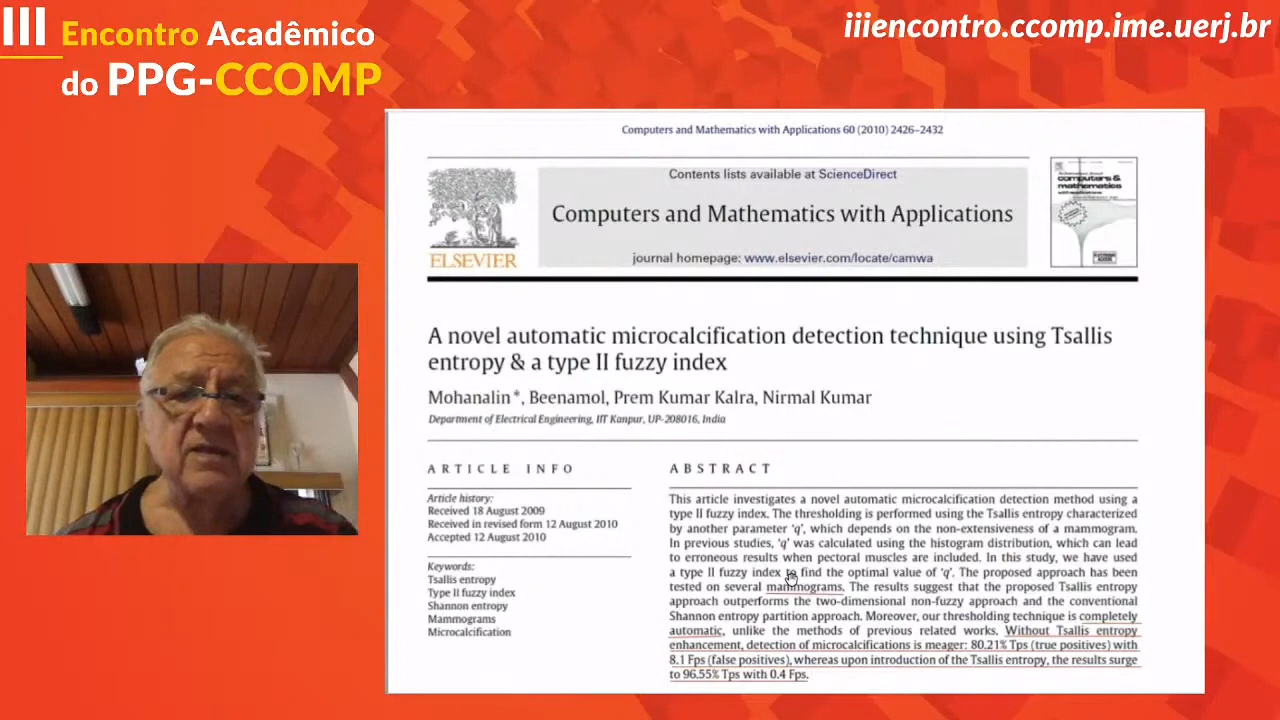 III Encontro Acadêmico
do PPG-CCOMP
iiiencontro.ccomp.ime.uerj.br
Computers and Mathematics with Applications 60 (2010) 2426–2432
Contents lists available at ScienceDirect
Computers and Mathematics with Applications
journal homepage: www.elsevier.com/locate/camwa
ELSEVIER
computers &
mathematics
A novel automatic microcalcification detection technique using Tsallis
entropy & a type II fuzzy index
Mohanalin*, Beenamol, Prem Kumar Kalra, Nirmal Kumar
Department of Electrical Engineering, IIT Kanpur, UP-208016, India
ARTICLE INFO
Article history:
Received 18 August 2009
Received in revised form 12 August 2010
Accepted 12 August 2010
Keywords:
Tsallis entropy
Type II fuzzy index
Shannon entropy
Mammograms
Microcalcification
ABSTRACT
This article investigates a novel automatic microcalcification detection method using a
type II fuzzy index. The thresholding is performed using the Tsallis entropy characterized
by another parameter 'q', which depends on the non-extensiveness of a mammogram.
In previous studies, 'q' was calculated using the histogram distribution, which can lead
to erroneous results when pectoral muscles are included. In this study, we have used
a type II fuzzy index to find the optimal value of 'q'. The proposed approach has been
tested on several mammograms. The results suggest that the proposed Tsallis entropy
approach outperforms the two-dimensional non-fuzzy approach and the conventional
Shannon entropy partition approach. Moreover, our thresholding technique is completely
automatic, unlike the methods of previous related works. Without Tsallis entropy
enhancement, detection of microcalcifications is meager: 80.21% Tps (true positives) with
8.1 Fps (false positives), whereas upon introduction of the Tsallis entropy, the results surge
to 96.55% Tps with 0.4 Fps.